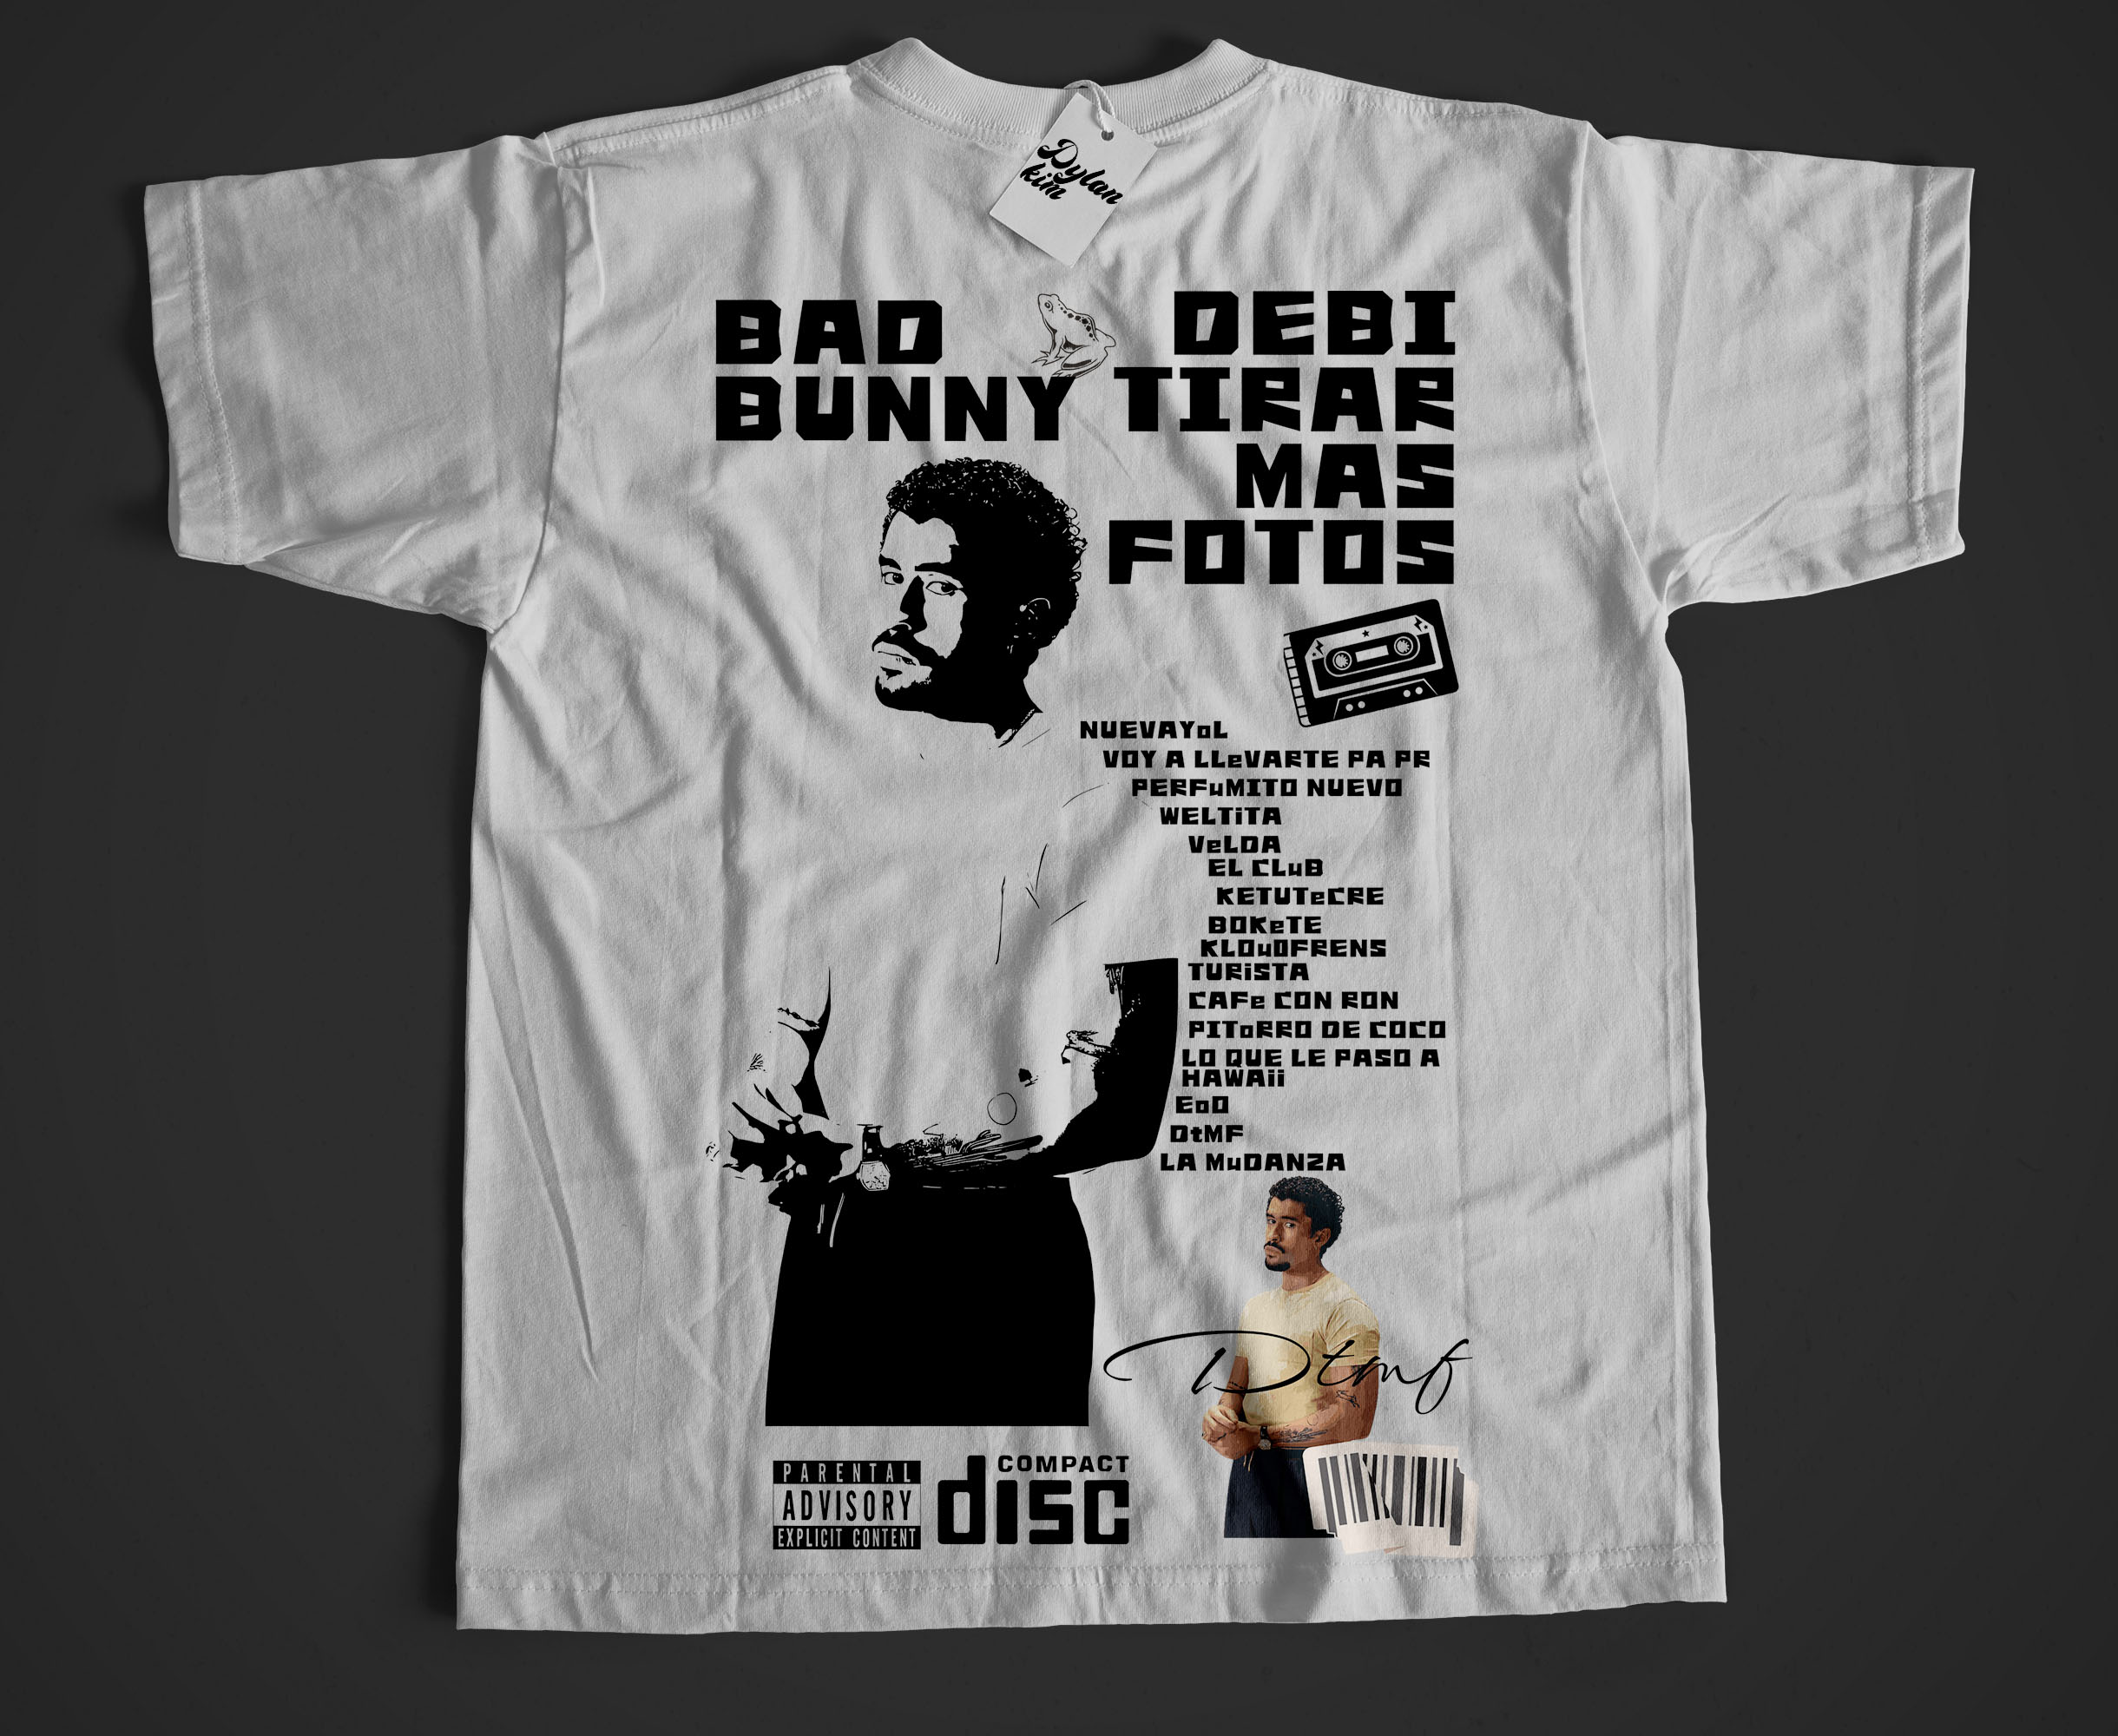 Dylan
kim
BAD
BUNNY
DEBI
TIRAR
MAS
FOTOS
NUEVAYoL
VOY A LLeVARTE PA PR
PERFuMITO NUEVO
WELTiTA
VeLDA
EL CLuB
KETUTeCRE
BOKeTE
KLOuOFRENS
TURiSTA
CAFe CON RON
PIToRRO DE COCO
LO QUE LE PASO A
HAWAii
EoO
DtMF
LA MuDANZA
Dtmf
PARENTAL
ADVISORY
EXPLICIT CONTENT
COMPACT
disc